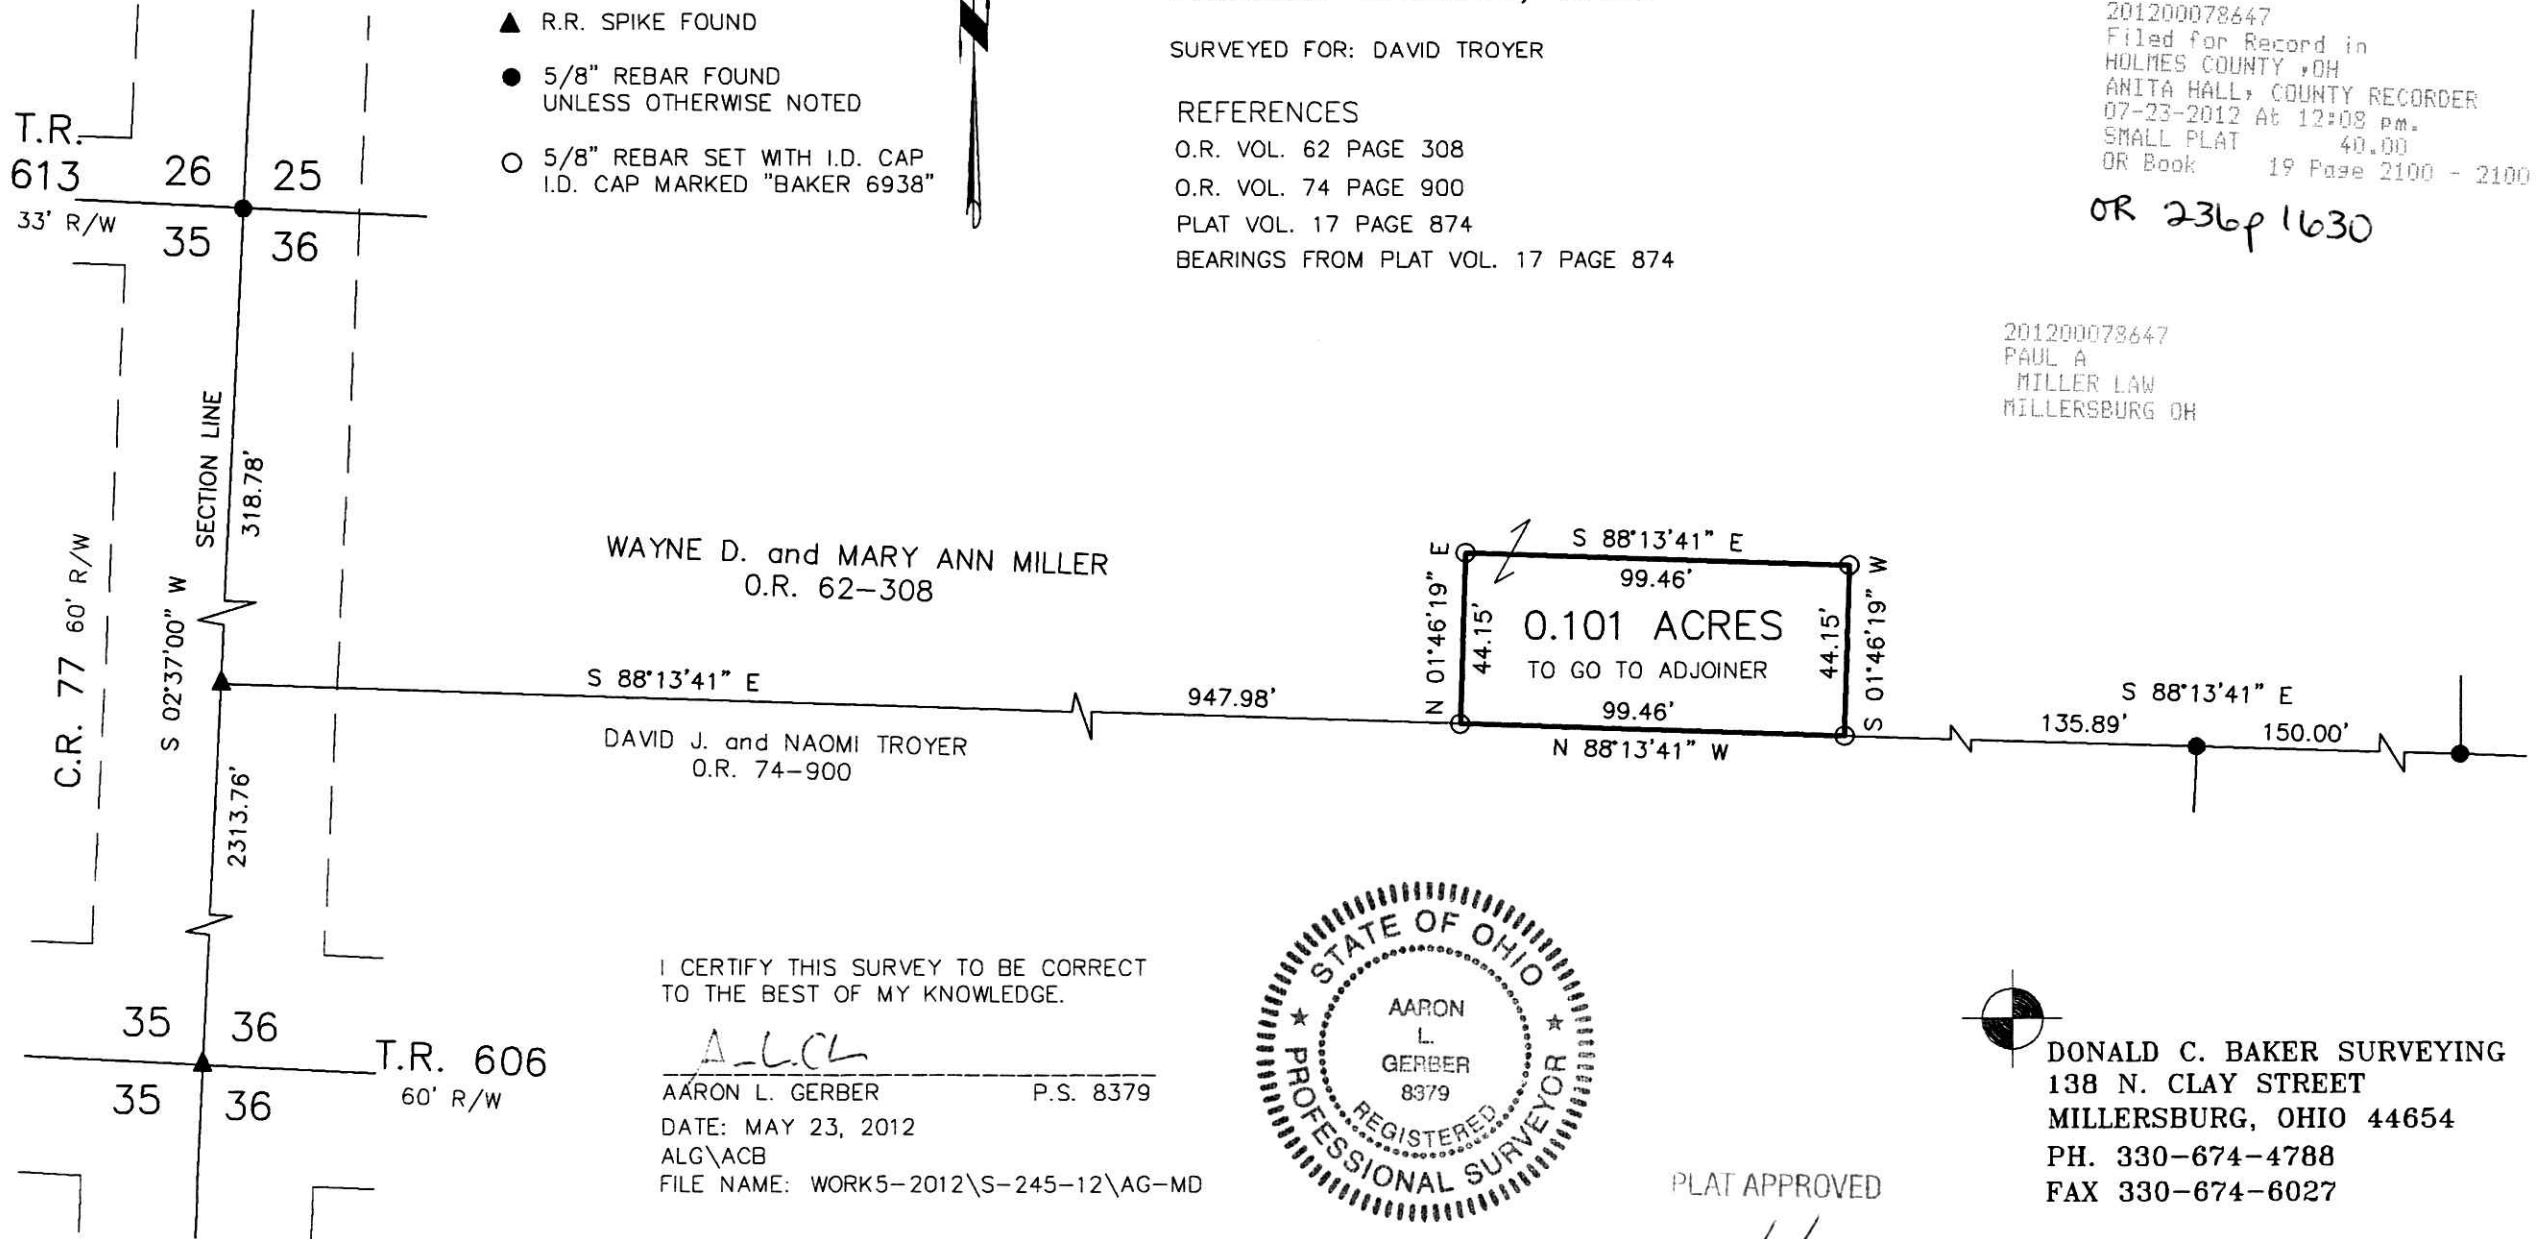 ▲ R.R. SPIKE FOUND
● 5/8" REBAR FOUND
UNLESS OTHERWISE NOTED
○ 5/8" REBAR SET WITH I.D. CAP
I.D. CAP MARKED "BAKER 6938"
SURVEYED FOR: DAVID TROYER
REFERENCES
O.R. VOL. 62 PAGE 308
O.R. VOL. 74 PAGE 900
PLAT VOL. 17 PAGE 874
BEARINGS FROM PLAT VOL. 17 PAGE 874
201200078647
Filed for Record in
HOLMES COUNTY ,OH
ANITA HALL, COUNTY RECORDER
07-23-2012 At 12:08 pm.
SMALL PLAT 40.00
OR Book 19 Page 2100 - 2100
OR 236p 1630
201200078647
PAUL A
MILLER LAW
MILLERSBURG OH
T.R.
613
33' R/W
26 25
35 36
SECTION LINE
318.78'
C.R. 77 60' R/W
S 02°37'00" W
2313.76'
WAYNE D. and MARY ANN MILLER
O.R. 62-308
S 88°13'41" E
947.98'
DAVID J. and NAOMI TROYER
O.R. 74-900
N 01°46'19" E
44.15'
S 88°13'41" E
99.46'
0.101 ACRES
TO GO TO ADJOINER
99.46'
N 88°13'41" W
44.15'
S 01°46'19" W
S 88°13'41" E
135.89'
150.00'
35 36
35 36
T.R. 606
60' R/W
I CERTIFY THIS SURVEY TO BE CORRECT
TO THE BEST OF MY KNOWLEDGE.
AARON L. GERBER P.S. 8379
DATE: MAY 23, 2012
ALG\ACB
FILE NAME: WORK5-2012\S-245-12\AG-MD
STATE OF OHIO
AARON
L.
GERBER
8379
REGISTERED
PROFESSIONAL SURVEYOR
PLAT APPROVED
DONALD C. BAKER SURVEYING
138 N. CLAY STREET
MILLERSBURG, OHIO 44654
PH. 330-674-4788
FAX 330-674-6027